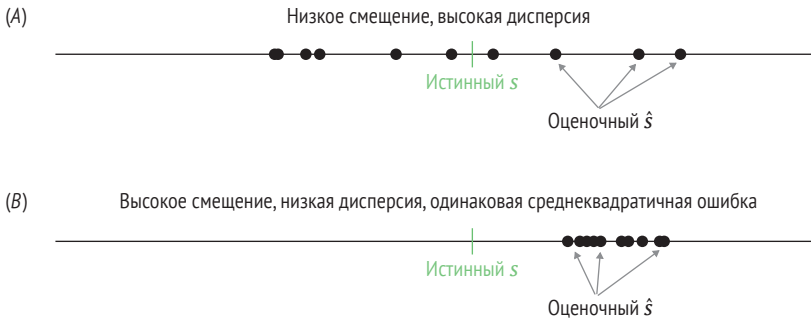 (A)
Низкое смещение, высокая дисперсия
Истинный s
Оценочный ŝ
(B)
Высокое смещение, низкая дисперсия, одинаковая среднеквадратичная ошибка
Истинный s
Оценочный ŝ